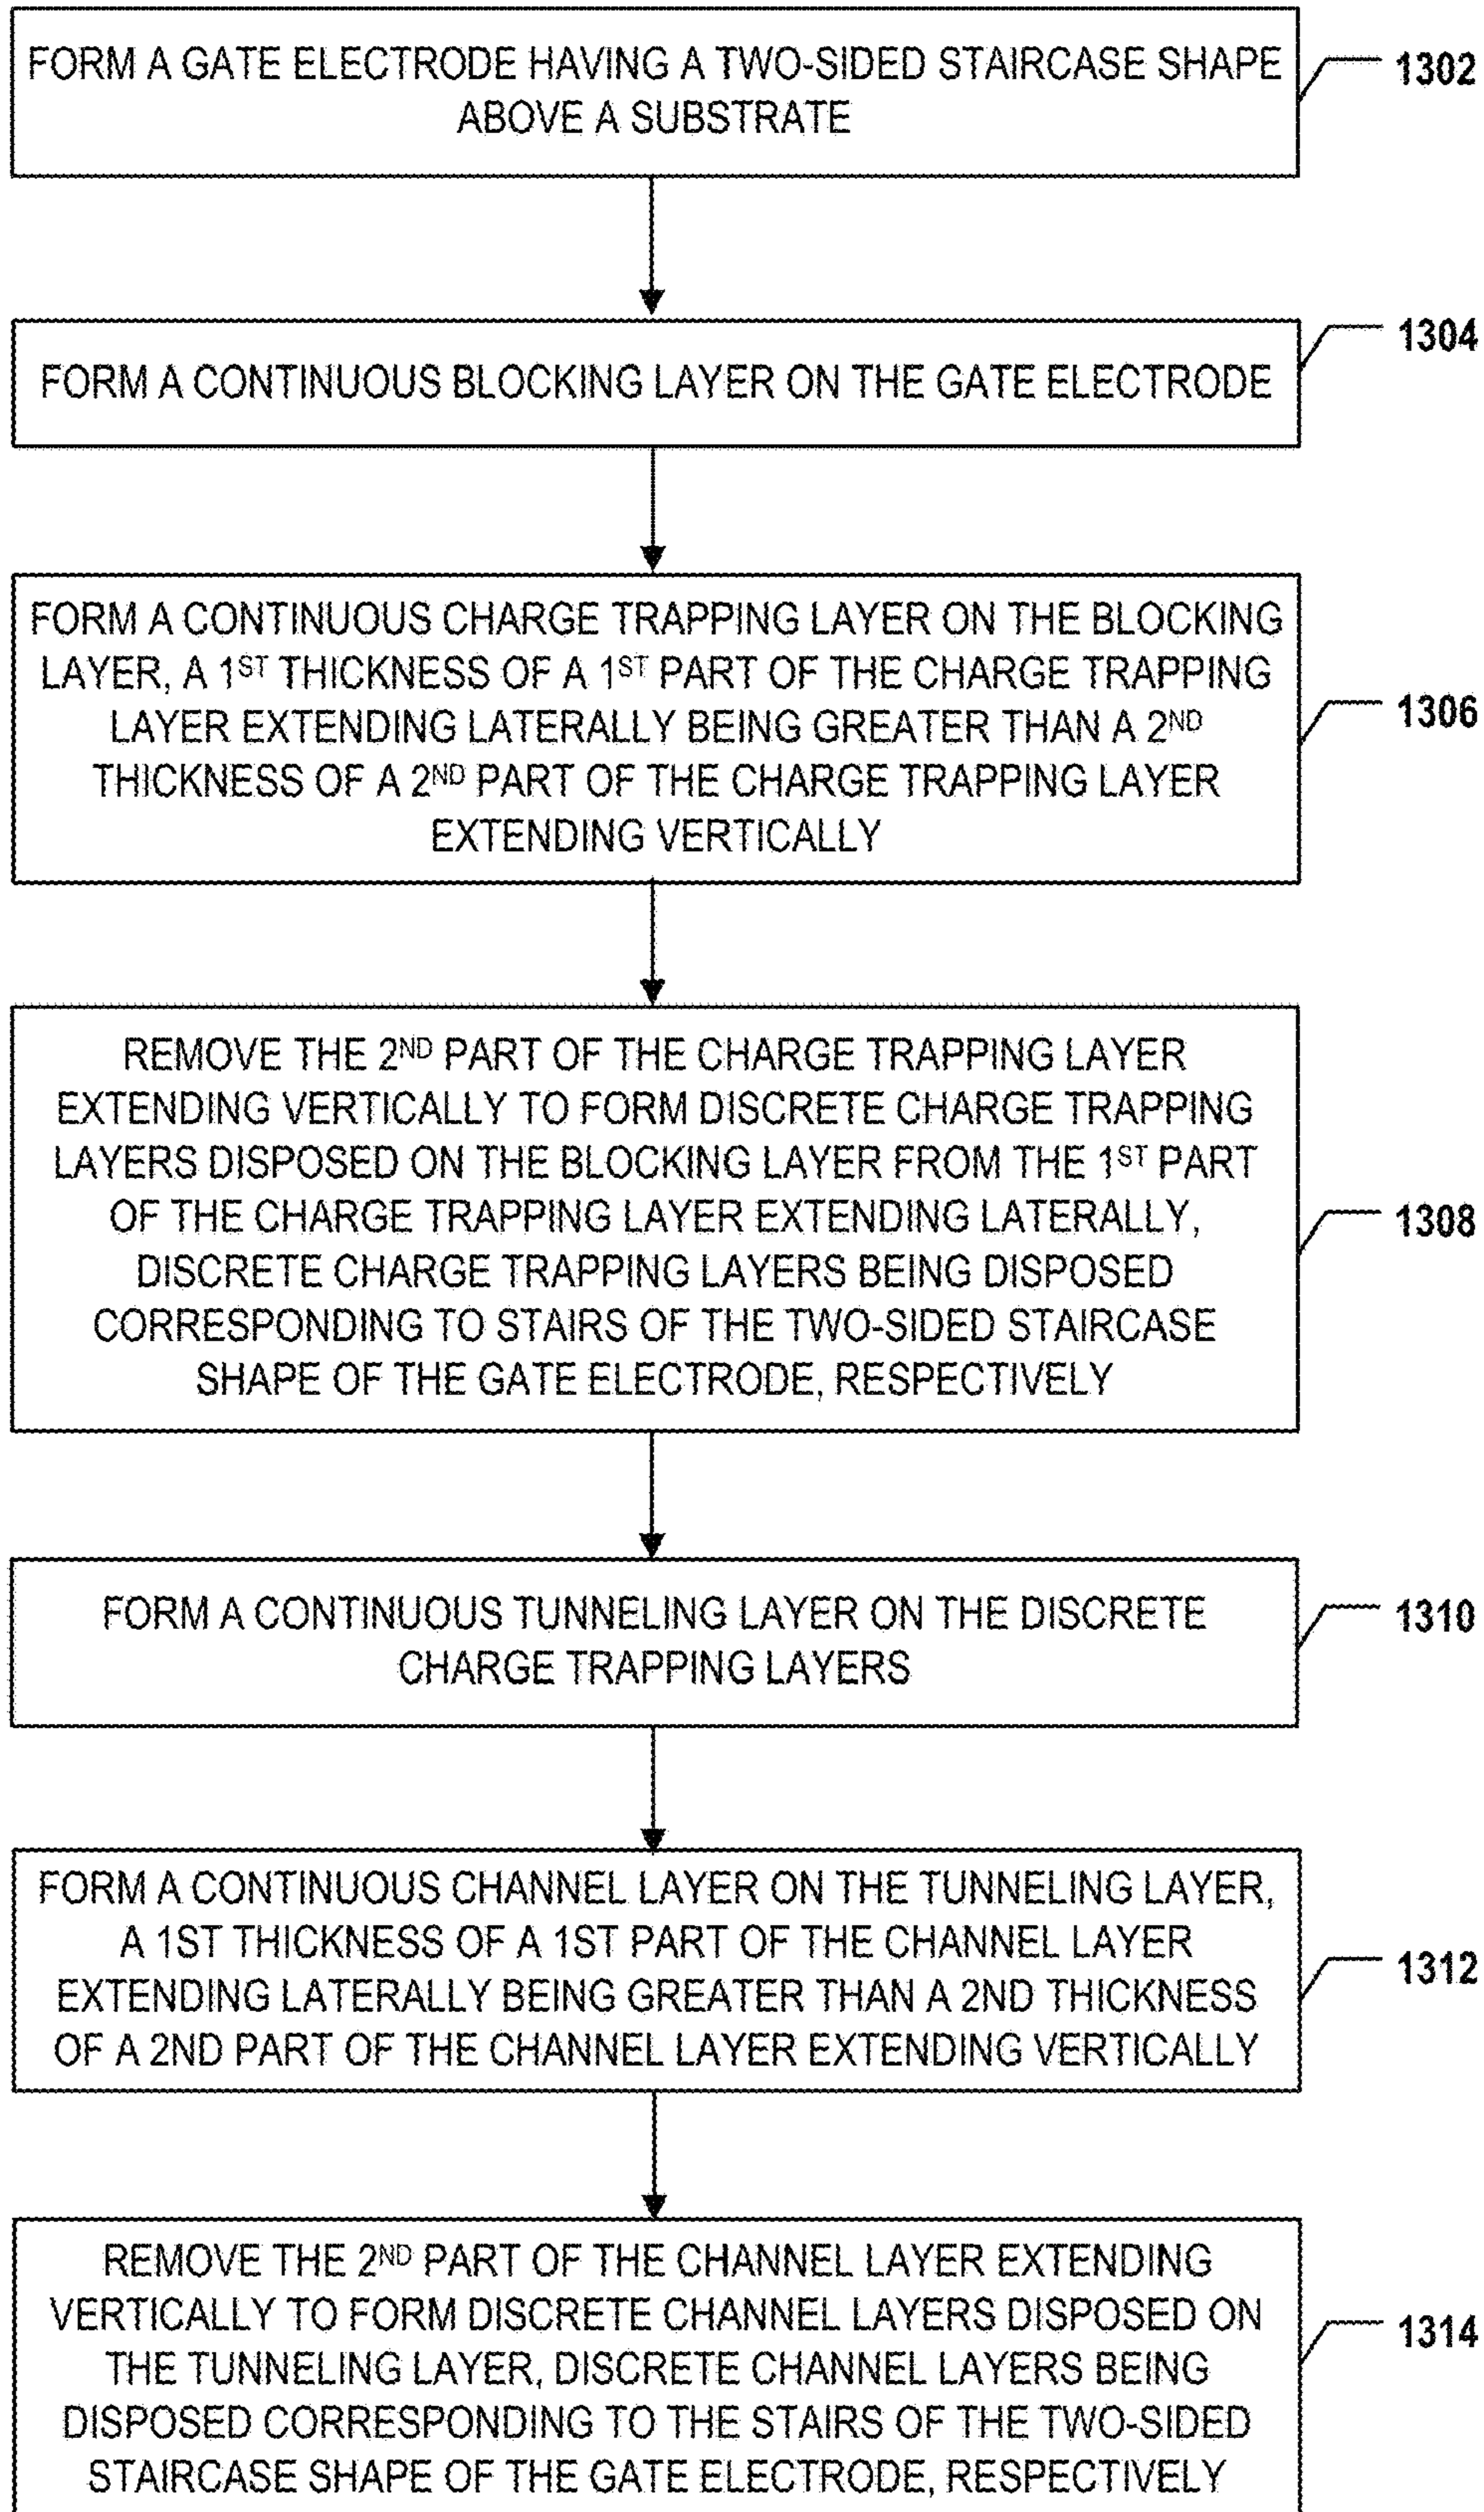 FORM A GATE ELECTRODE HAVING A TWO-SIDED STAIRCASE SHAPE
ABOVE A SUBSTRATE
1302
FORM A CONTINUOUS BLOCKING LAYER ON THE GATE ELECTRODE
1304
FORM A CONTINUOUS CHARGE TRAPPING LAYER ON THE BLOCKING
LAYER, A 1ST THICKNESS OF A 1ST PART OF THE CHARGE TRAPPING
LAYER EXTENDING LATERALLY BEING GREATER THAN A 2ND
THICKNESS OF A 2ND PART OF THE CHARGE TRAPPING LAYER
EXTENDING VERTICALLY
1306
REMOVE THE 2ND PART OF THE CHARGE TRAPPING LAYER
EXTENDING VERTICALLY TO FORM DISCRETE CHARGE TRAPPING
LAYERS DISPOSED ON THE BLOCKING LAYER FROM THE 1ST PART
OF THE CHARGE TRAPPING LAYER EXTENDING LATERALLY,
DISCRETE CHARGE TRAPPING LAYERS BEING DISPOSED
CORRESPONDING TO STAIRS OF THE TWO-SIDED STAIRCASE
SHAPE OF THE GATE ELECTRODE, RESPECTIVELY
1308
FORM A CONTINUOUS TUNNELING LAYER ON THE DISCRETE
CHARGE TRAPPING LAYERS
1310
FORM A CONTINUOUS CHANNEL LAYER ON THE TUNNELING LAYER,
A 1ST THICKNESS OF A 1ST PART OF THE CHANNEL LAYER
EXTENDING LATERALLY BEING GREATER THAN A 2ND THICKNESS
OF A 2ND PART OF THE CHANNEL LAYER EXTENDING VERTICALLY
1312
REMOVE THE 2ND PART OF THE CHANNEL LAYER EXTENDING
VERTICALLY TO FORM DISCRETE CHANNEL LAYERS DISPOSED ON
THE TUNNELING LAYER, DISCRETE CHANNEL LAYERS BEING
DISPOSED CORRESPONDING TO THE STAIRS OF THE TWO-SIDED
STAIRCASE SHAPE OF THE GATE ELECTRODE, RESPECTIVELY
1314